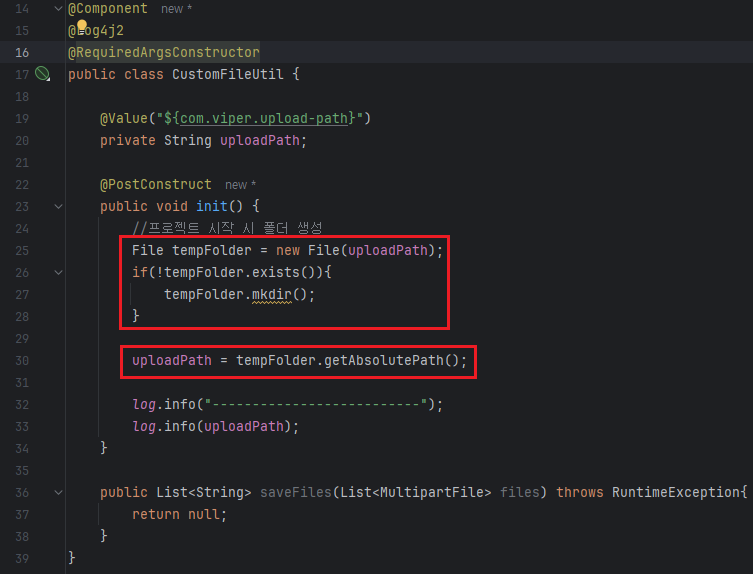 14 @Component new *
15 @Log4j2
16 @RequiredArgsConstructor
17 public class CustomFileUtil {
18
19 @Value("${com.viper.upload-path}")
20 private String uploadPath;
21
22 @PostConstruct new *
23 public void init() {
24 //프로젝트 시작 시 폴더 생성
25 File tempFolder = new File(uploadPath);
26 if(!tempFolder.exists()){
27 tempFolder.mkdir();
28 }
29
30 uploadPath = tempFolder.getAbsolutePath();
31
32 log.info("--------------------------");
33 log.info(uploadPath);
34 }
35
36 public List<String> saveFiles(List<MultipartFile> files) throws RuntimeException{
37 return null;
38 }
39 }